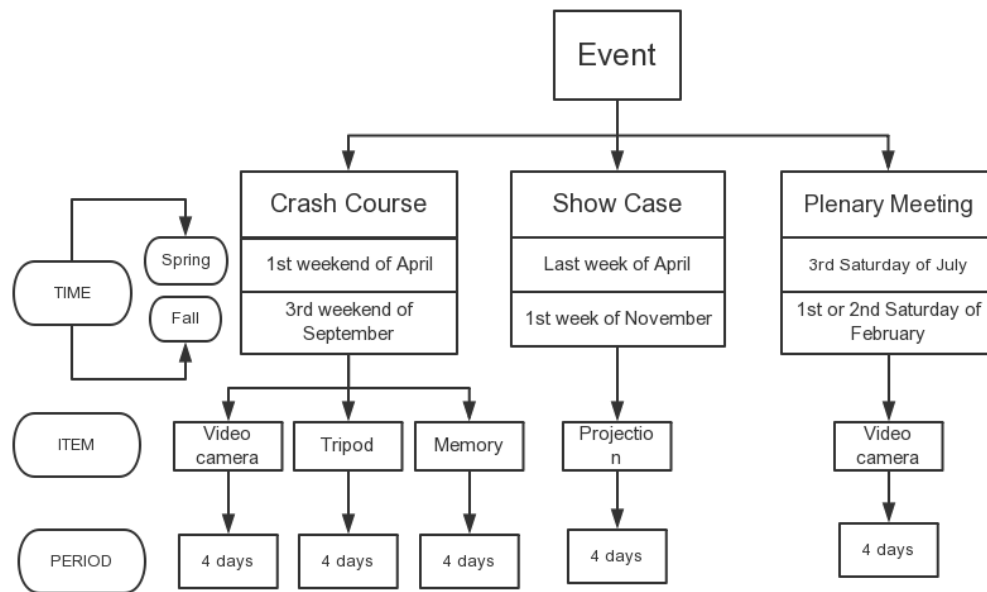 Event
Crash Course
Show Case
Plenary Meeting
TIME
Spring
1st weekend of April
Last week of April
3rd Saturday of July
Fall
3rd weekend of
September
1st week of November
1st or 2nd Saturday of
February
ITEM
Video
camera
Tripod
Memory
Projectio
n
Video
camera
PERIOD
4 days
4 days
4 days
4 days
4 days